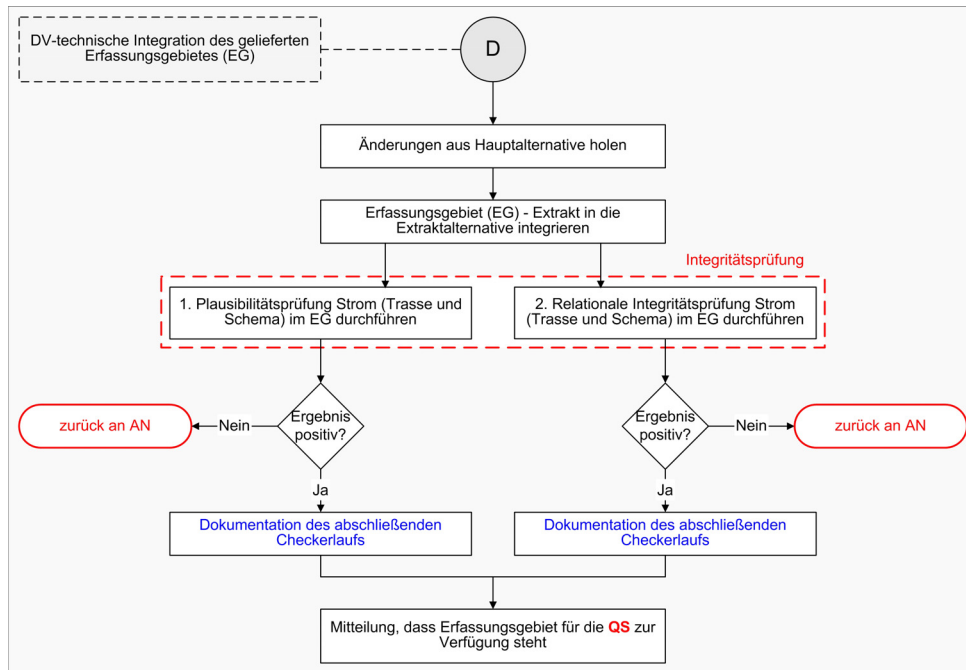 DV-technische Integration des gelieferten
Erfassungsgebietes (EG)
D
Änderungen aus Hauptalternative holen
Erfassungsgebiet (EG) - Extrakt in die
Extraktalternative integrieren
Integritätsprüfung
1. Plausibilitätsprüfung Strom (Trasse und
Schema) im EG durchführen
2. Relationale Integritätsprüfung Strom
(Trasse und Schema) im EG durchführen
zurück an AN
Nein
Ergebnis
positiv?
Ergebnis
positiv?
Nein
zurück an AN
Ja
Ja
Dokumentation des abschließenden
Checkerlaufs
Dokumentation des abschließenden
Checkerlaufs
Mitteilung, dass Erfassungsgebiet für die QS zur
Verfügung steht